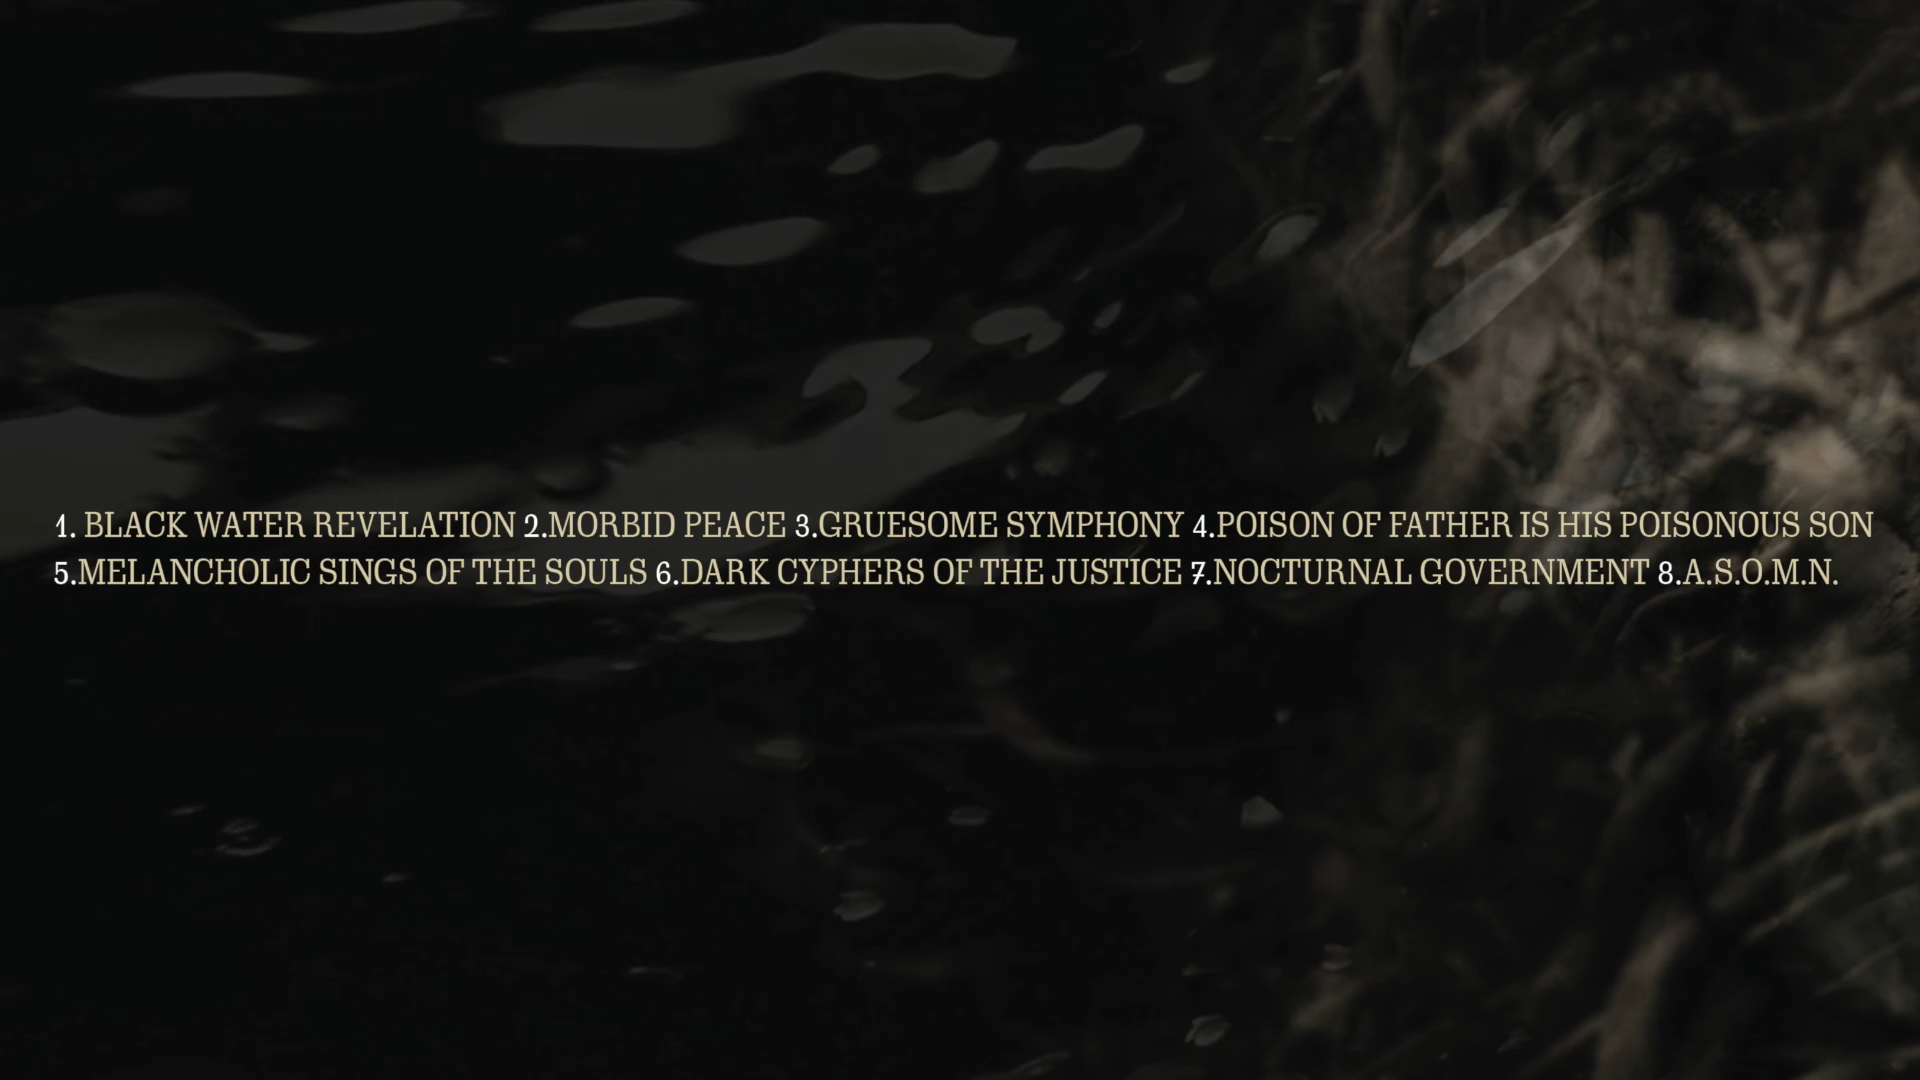 1. BLACK WATER REVELATION 2.MORBID PEACE 3.GRUESOME SYMPHONY 4.POISON OF FATHER IS HIS POISONOUS SON
5.MELANCHOLIC SINGS OF THE SOULS 6.DARK CYPHERS OF THE JUSTICE 7.NOCTURNAL GOVERNMENT 8.A.S.O.M.N.